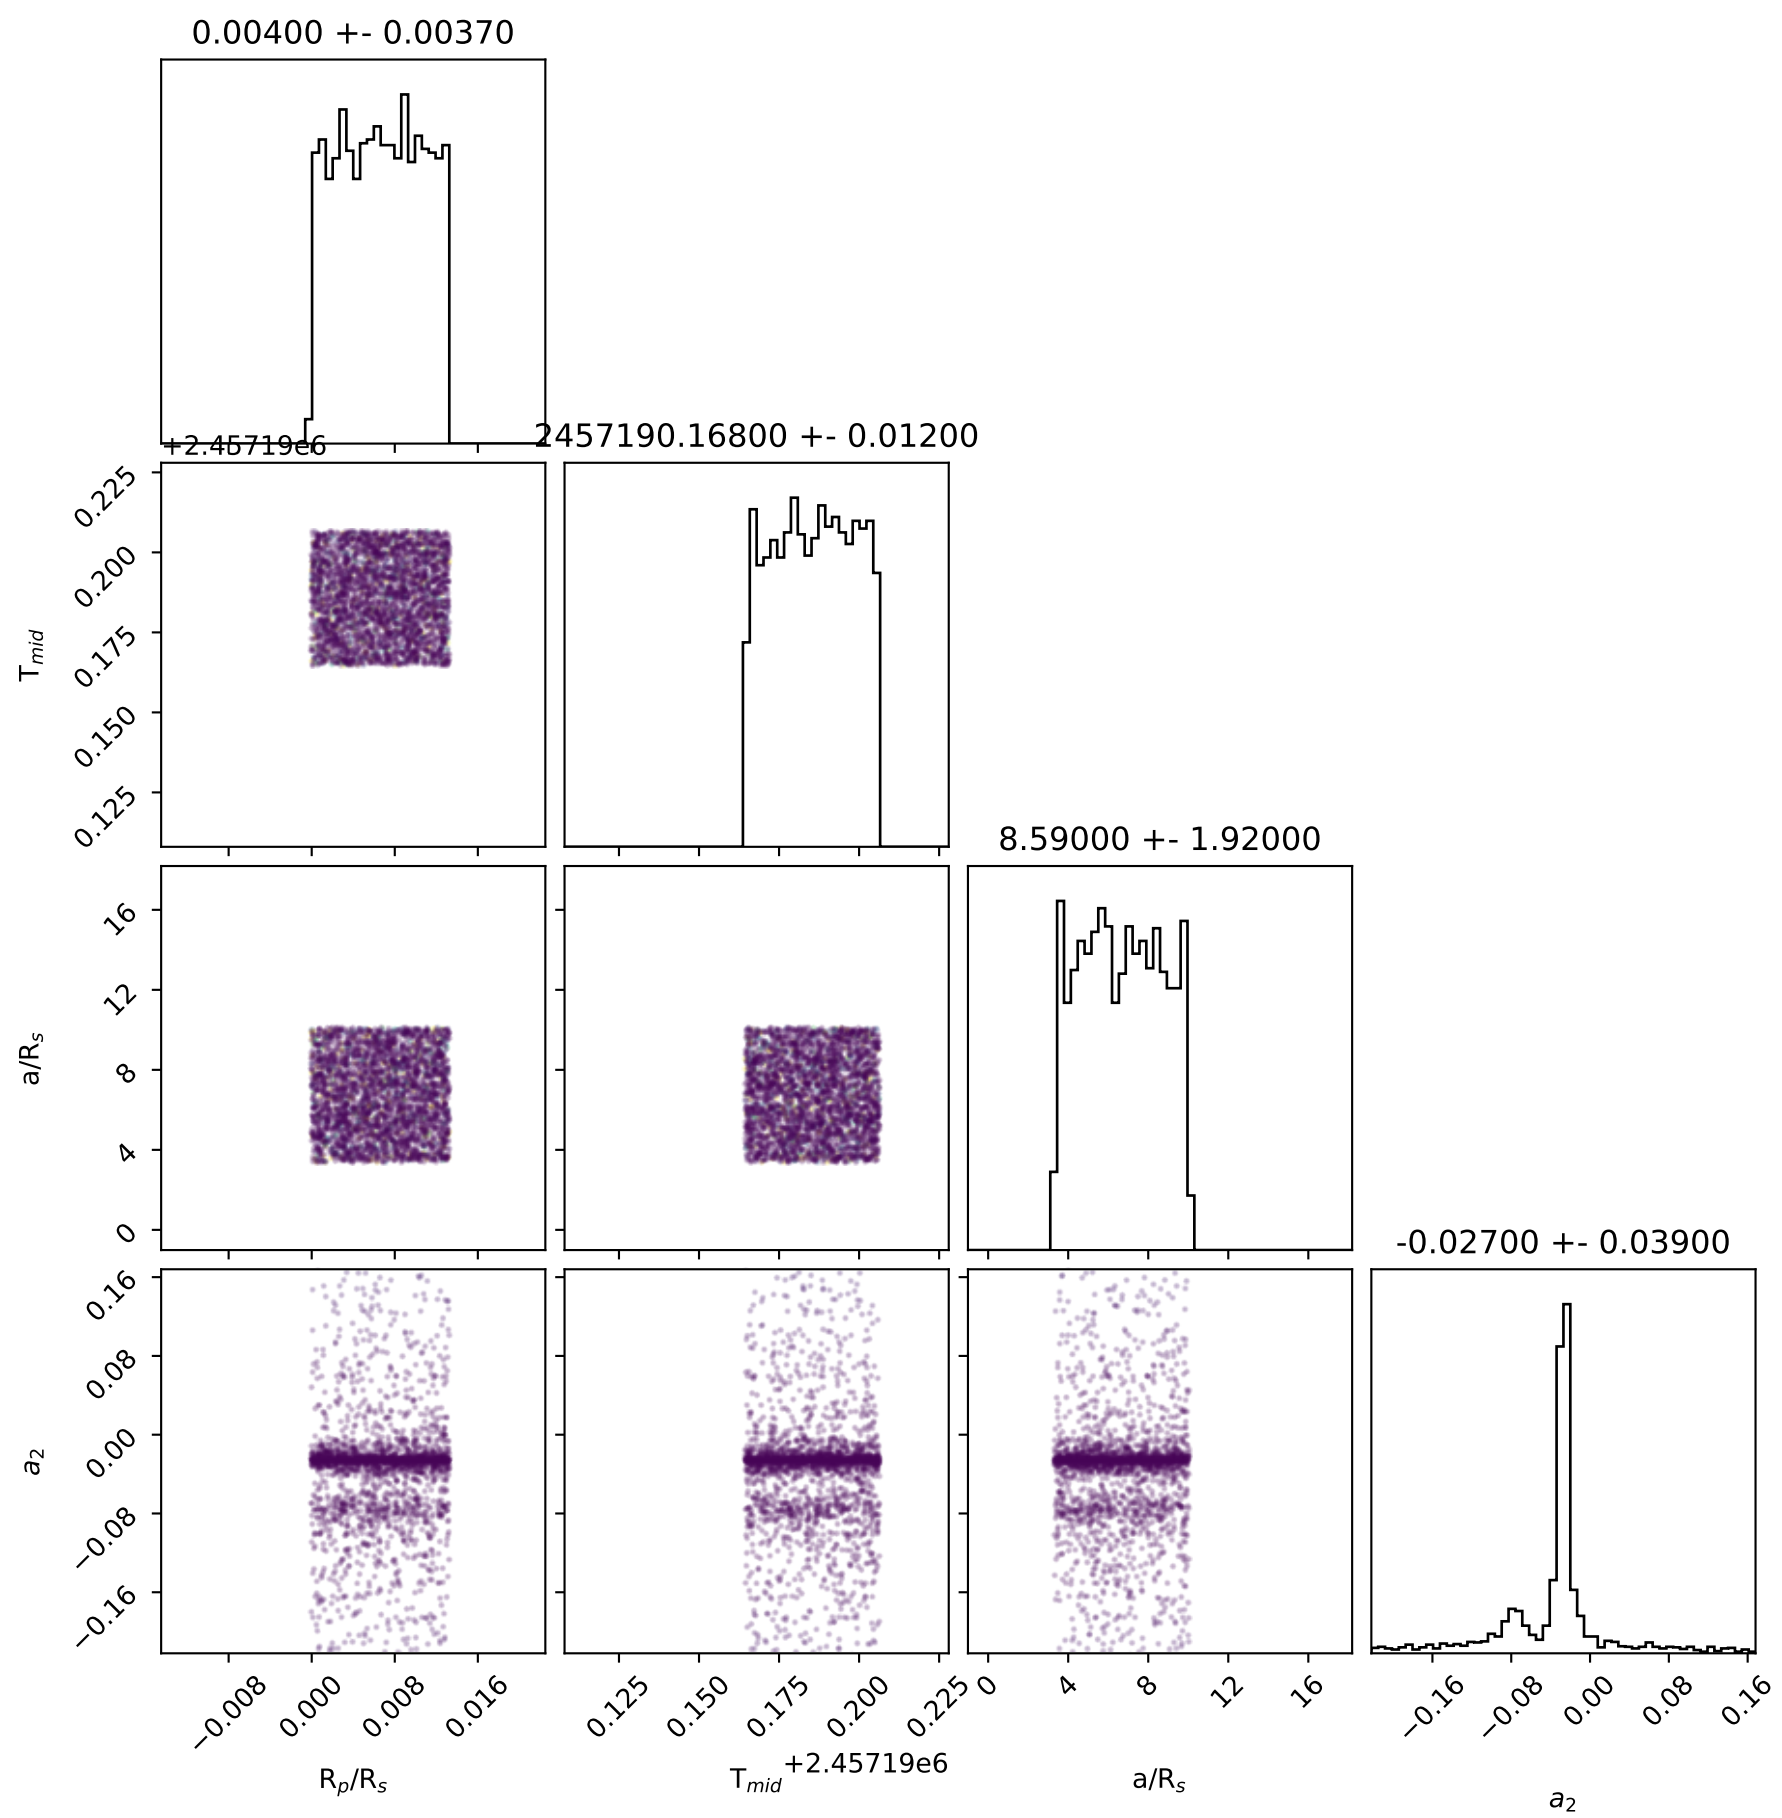 0.00400 +- 0.00370
+2.45719e6
2457190.16800 +- 0.01200
0.225
0.200
0.175
0.150
0.125
T_mid
8.59000 +- 1.92000
16
12
8
4
0
a/R_s
-0.02700 +- 0.03900
0.16
0.08
0.00
−0.08
−0.16
a_2
−0.008 0.000 0.008 0.016
0.125 0.150 0.175 0.200 0.225
0 4 8 12 16
−0.16 −0.08 0.00 0.08 0.16
+2.45719e6
R_p/R_s
T_mid
a/R_s
a_2